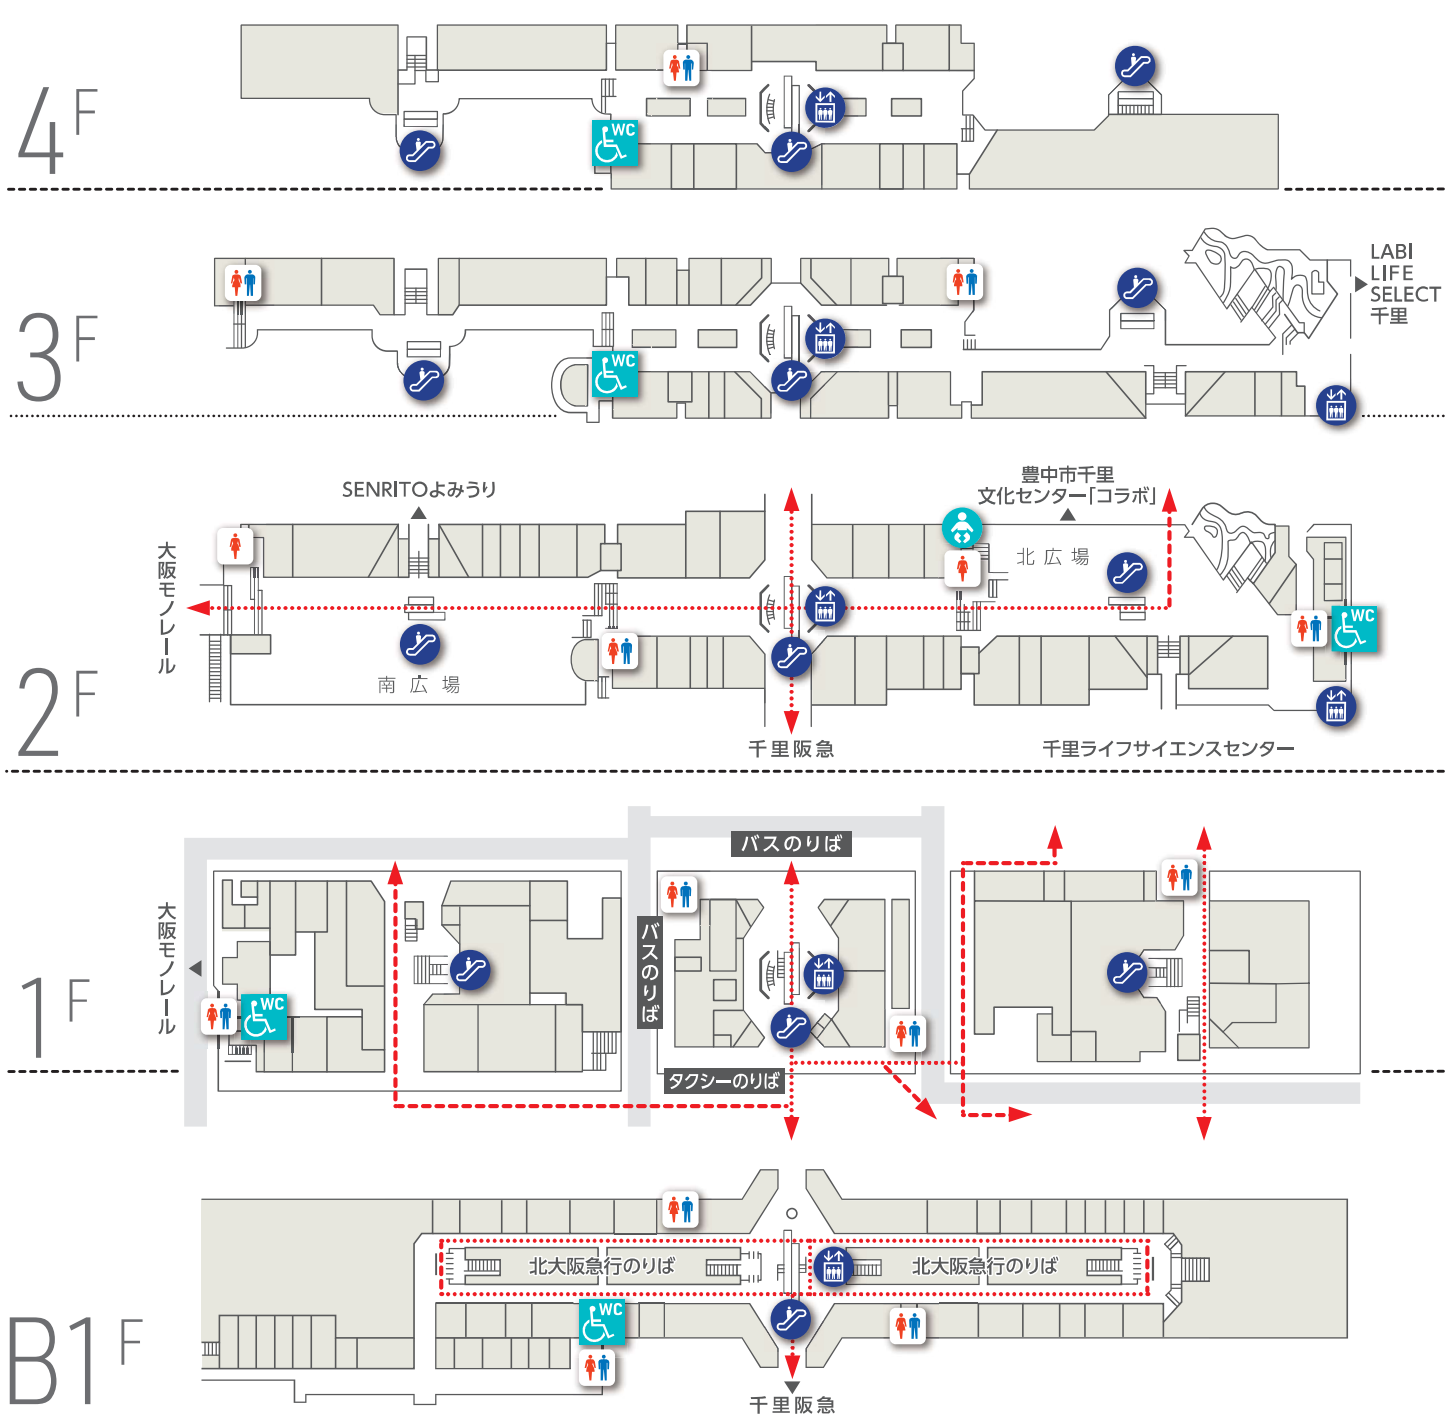 4F
WC
3F
LABI
LIFE
SELECT
千里
WC
2F
SENRITOよみうり
豊中市千里
文化センター「コラボ」
大阪モノレール
北広場
南広場
WC
千里阪急
千里ライフサイエンスセンター
1F
バスのりば
バスのりば
大阪モノレール
WC
タクシーのりば
B1F
北大阪急行のりば
北大阪急行のりば
WC
千里阪急